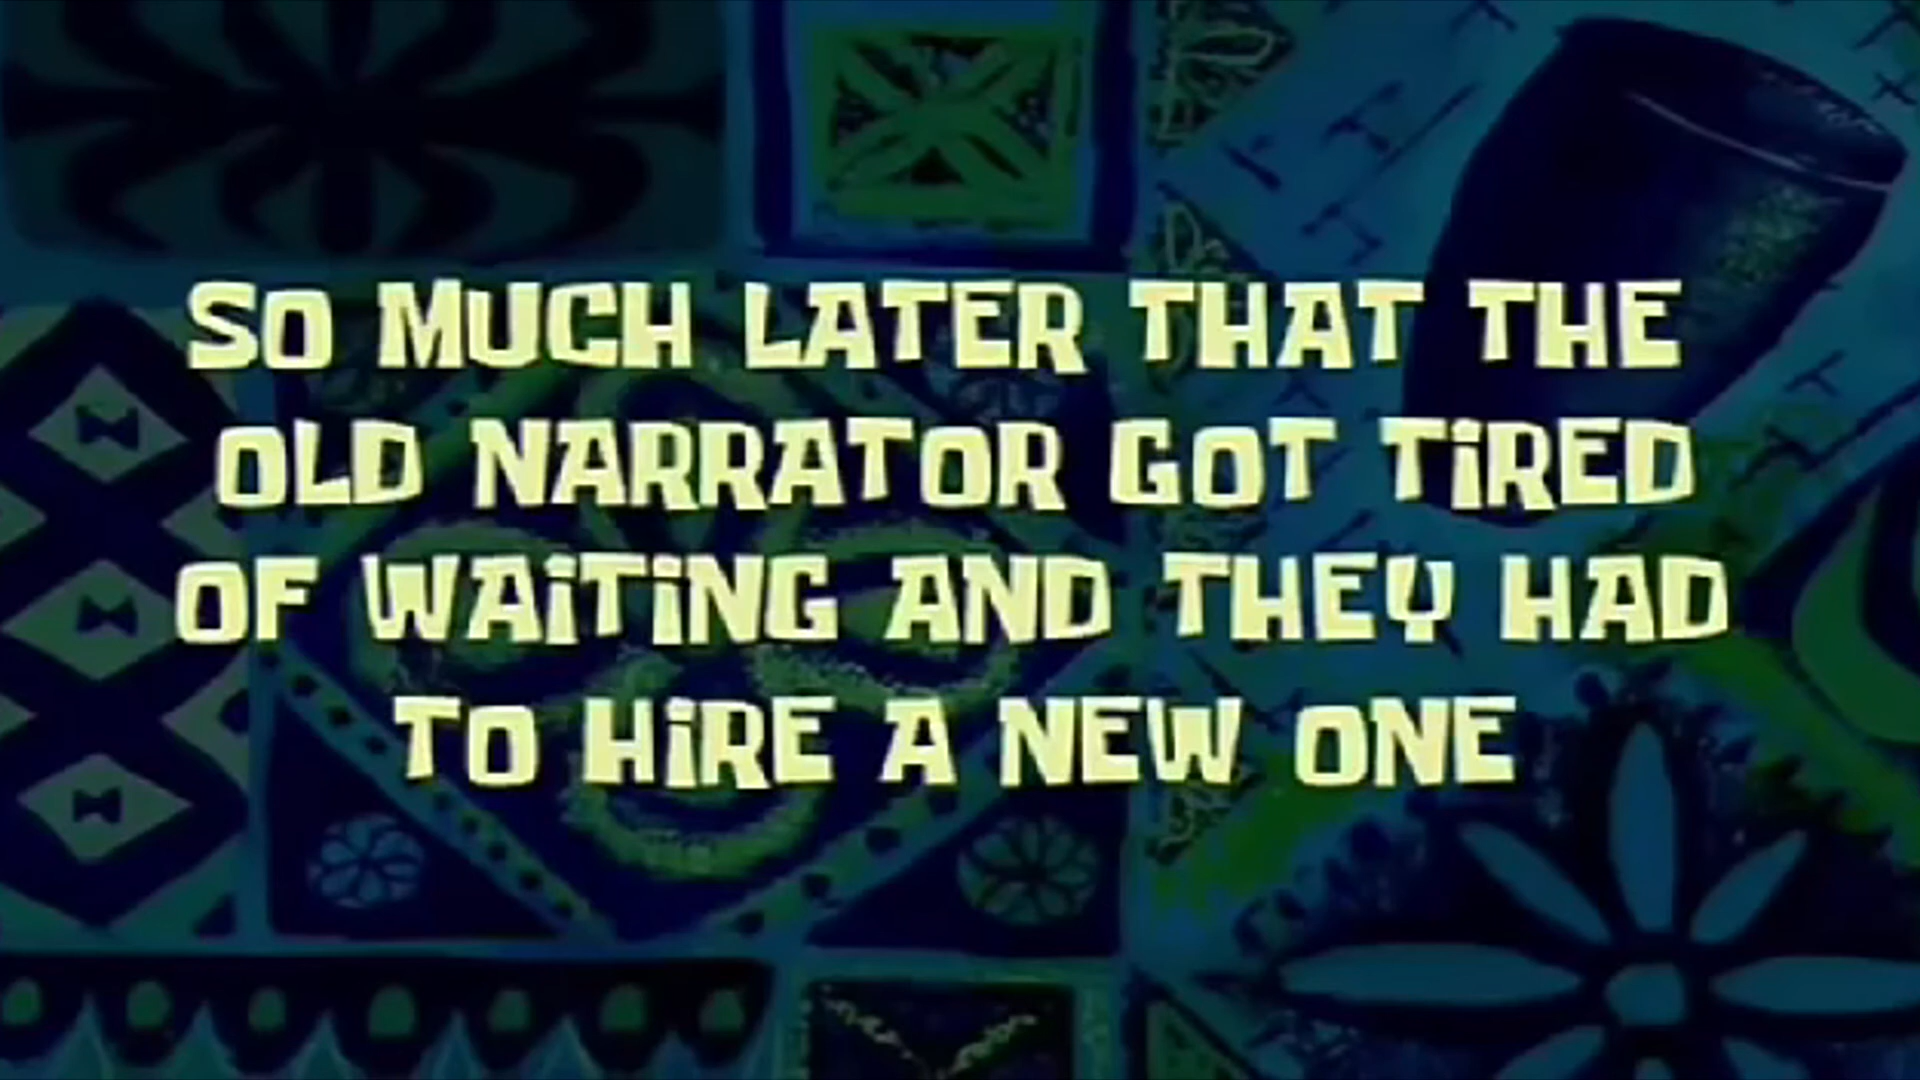 SO MUCH LATER THAT THE
OLD NARRATOR GOT TiRED
OF WAiTiNG AND THEY HAD
TO HiRE A NEW ONE